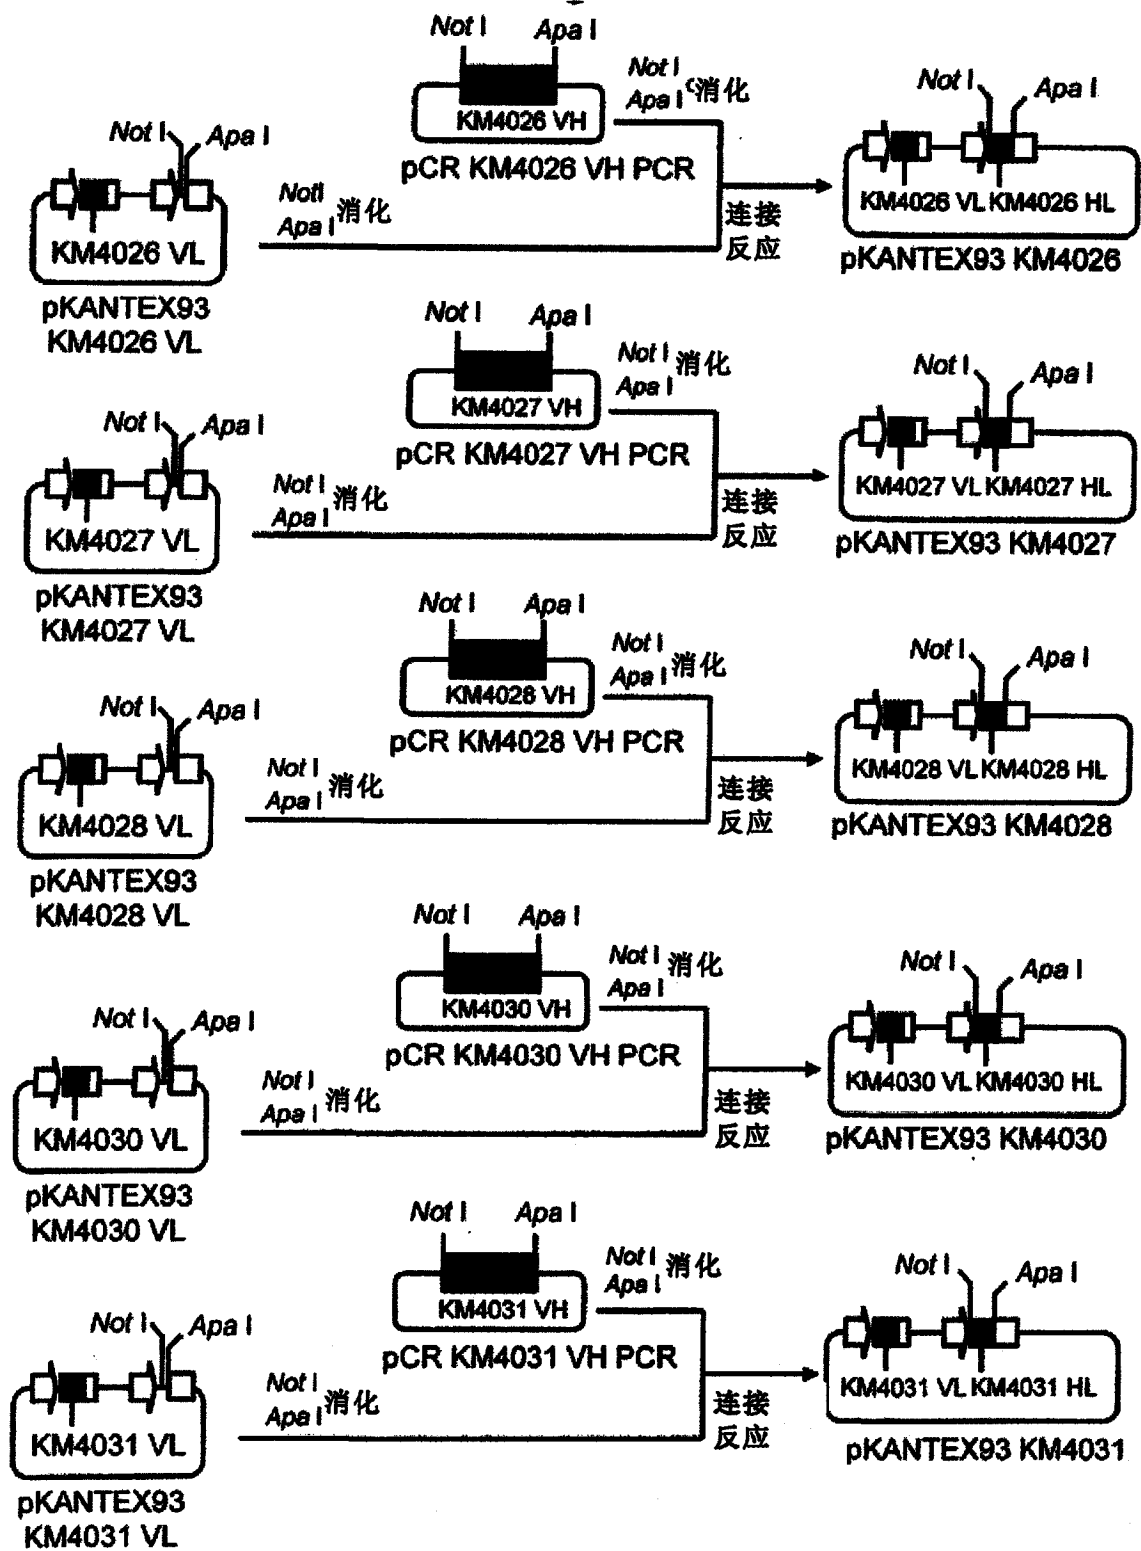 Not I Apa I
Not I
Apa I 消化
KM4026 VH
pCR KM4026 VH PCR
Not I Apa I
KM4026 VL
pKANTEX93
KM4026 VL
NotI
Apa I 消化
连接
反应
Not I Apa I
KM4026 VL KM4026 HL
pKANTEX93 KM4026
Not I Apa I
Not I
Apa I 消化
KM4027 VH
pCR KM4027 VH PCR
Not I Apa I
KM4027 VL
pKANTEX93
KM4027 VL
Not I
Apa I 消化
连接
反应
Not I Apa I
KM4027 VL KM4027 HL
pKANTEX93 KM4027
Not I Apa I
Not I
Apa I 消化
KM4028 VH
pCR KM4028 VH PCR
Not I Apa I
KM4028 VL
pKANTEX93
KM4028 VL
Not I
Apa I 消化
连接
反应
Not I Apa I
KM4028 VL KM4028 HL
pKANTEX93 KM4028
Not I Apa I
Not I
Apa I 消化
KM4030 VH
pCR KM4030 VH PCR
Not I Apa I
KM4030 VL
pKANTEX93
KM4030 VL
Not I
Apa I 消化
连接
反应
Not I Apa I
KM4030 VL KM4030 HL
pKANTEX93 KM4030
Not I Apa I
Not I
Apa I 消化
KM4031 VH
pCR KM4031 VH PCR
Not I Apa I
KM4031 VL
pKANTEX93
KM4031 VL
Not I
Apa I 消化
连接
反应
Not I Apa I
KM4031 VL KM4031 HL
pKANTEX93 KM4031